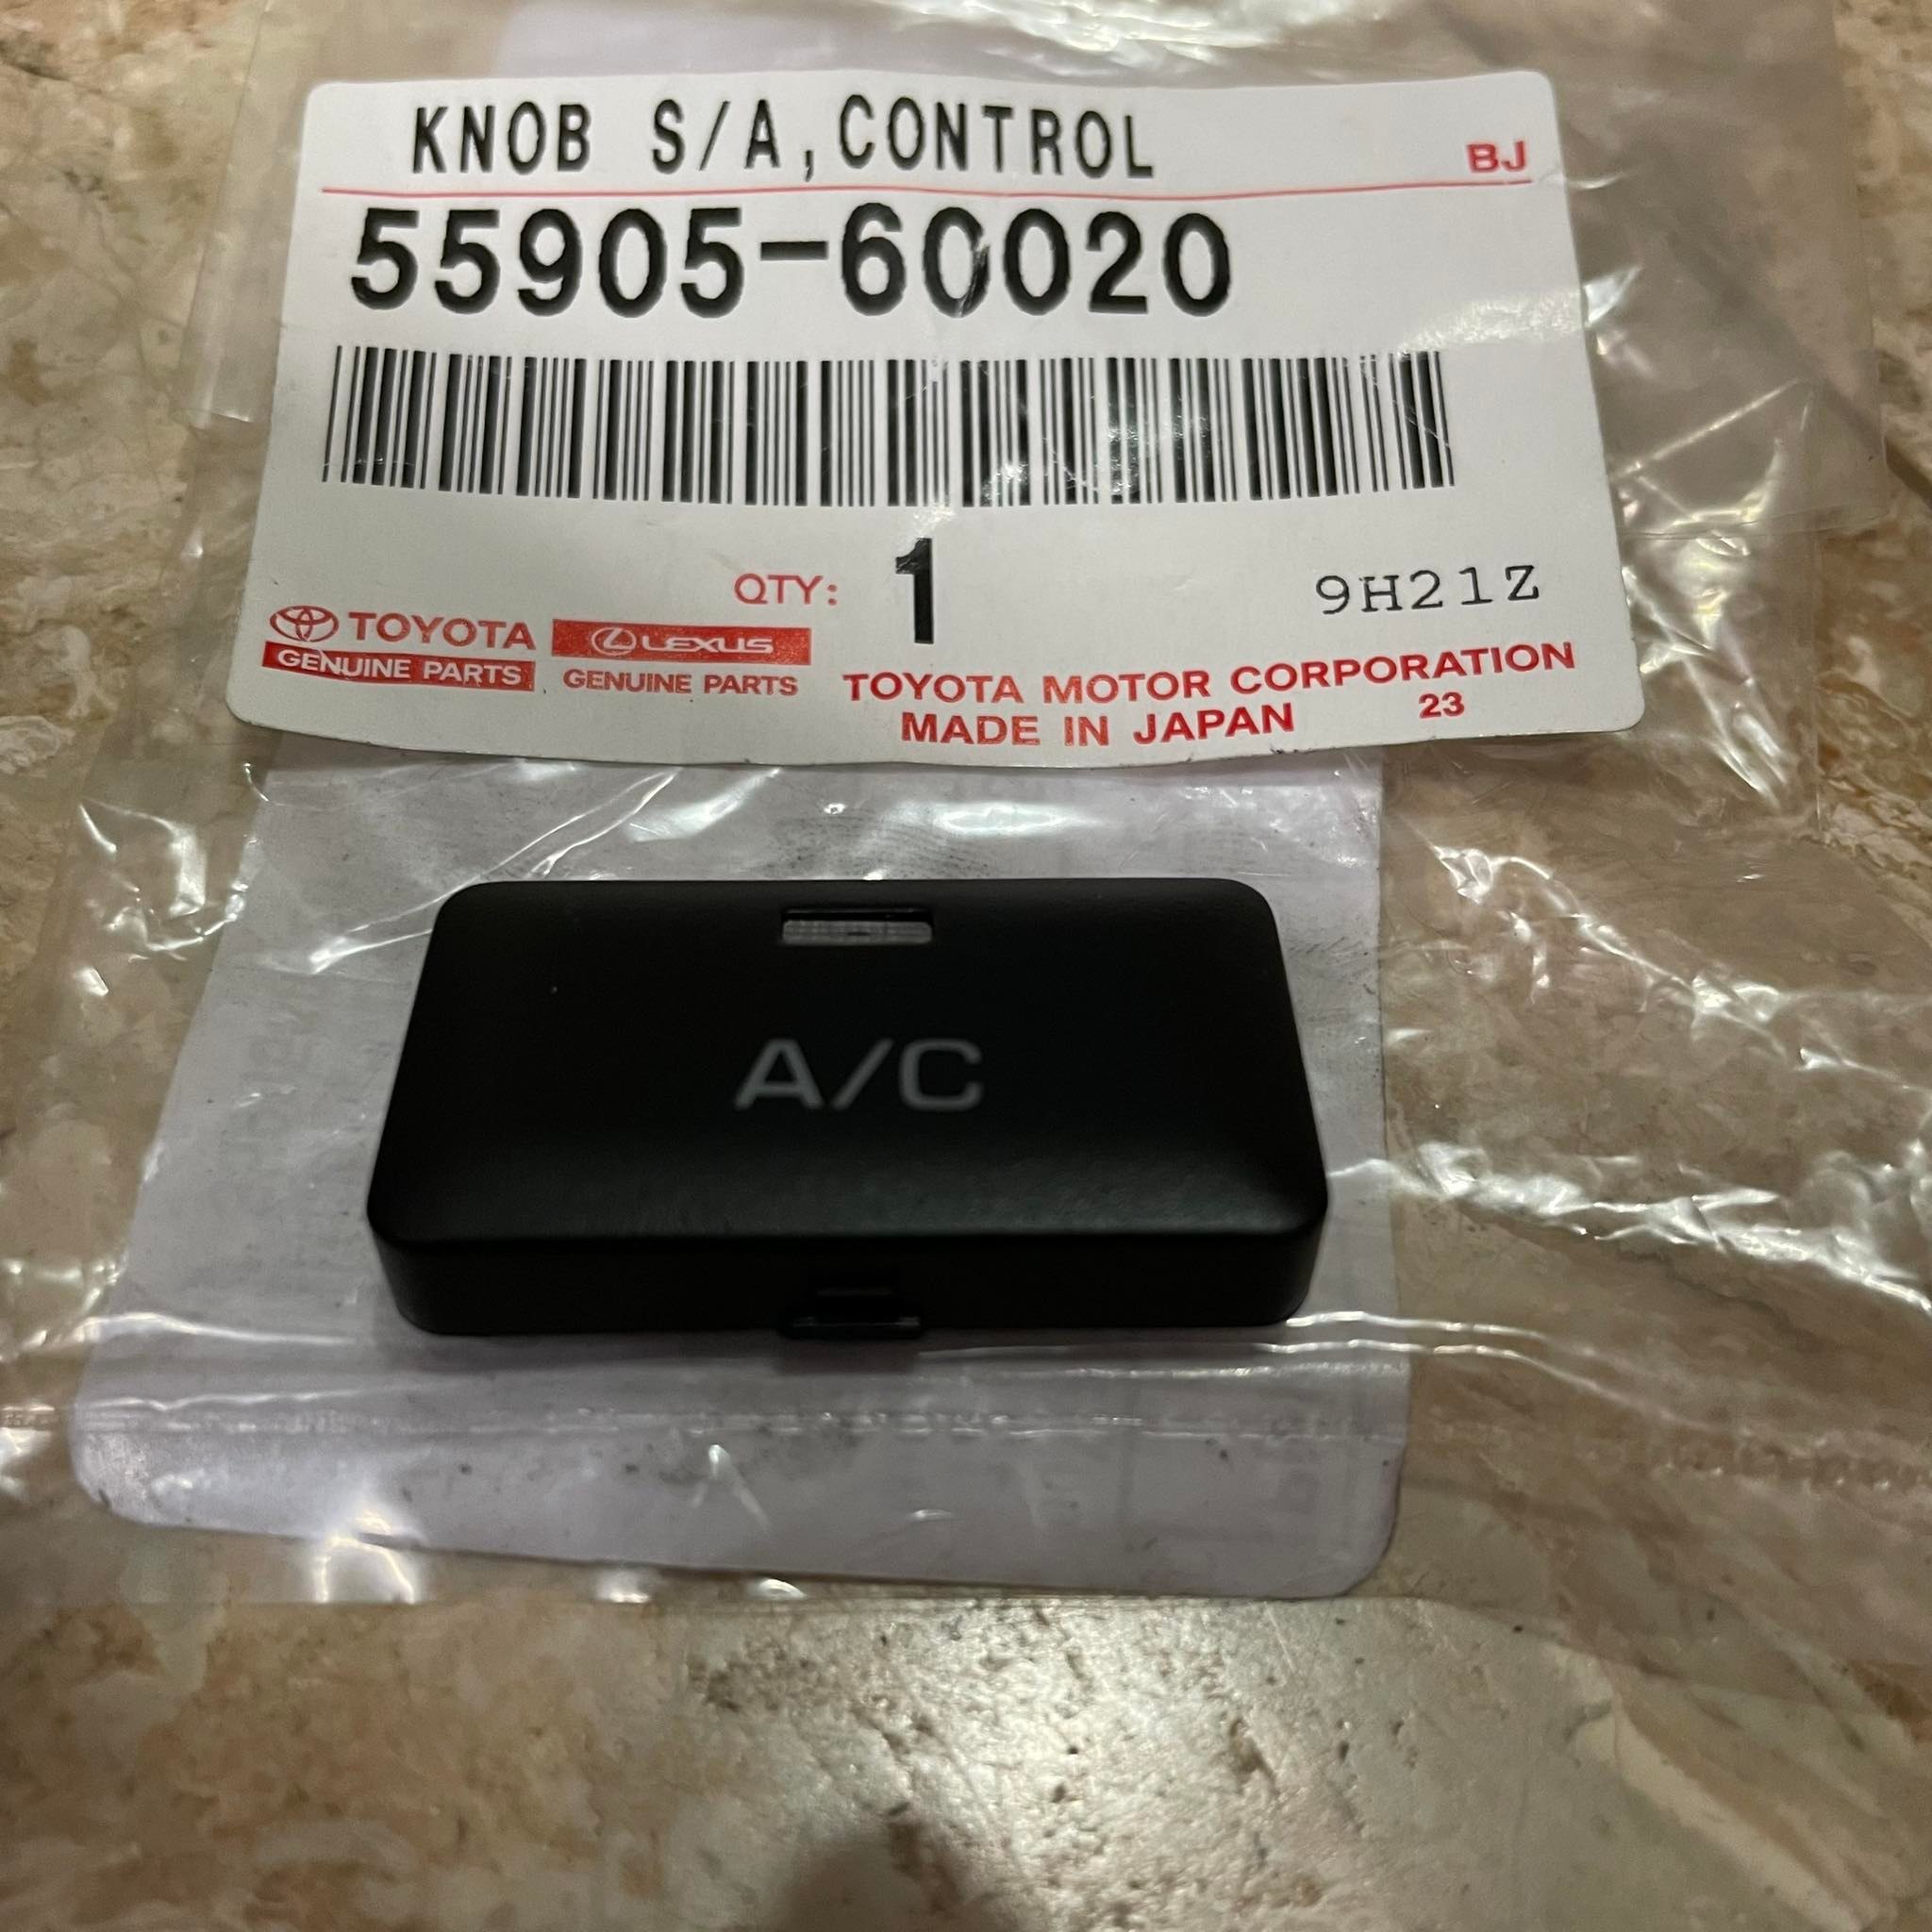 KNOB S/A,CONTROL BJ
55905-60020
QTY: 1 9H21Z
TOYOTA LEXUS
GENUINE PARTS GENUINE PARTS
TOYOTA MOTOR CORPORATION
MADE IN JAPAN 23
A/C